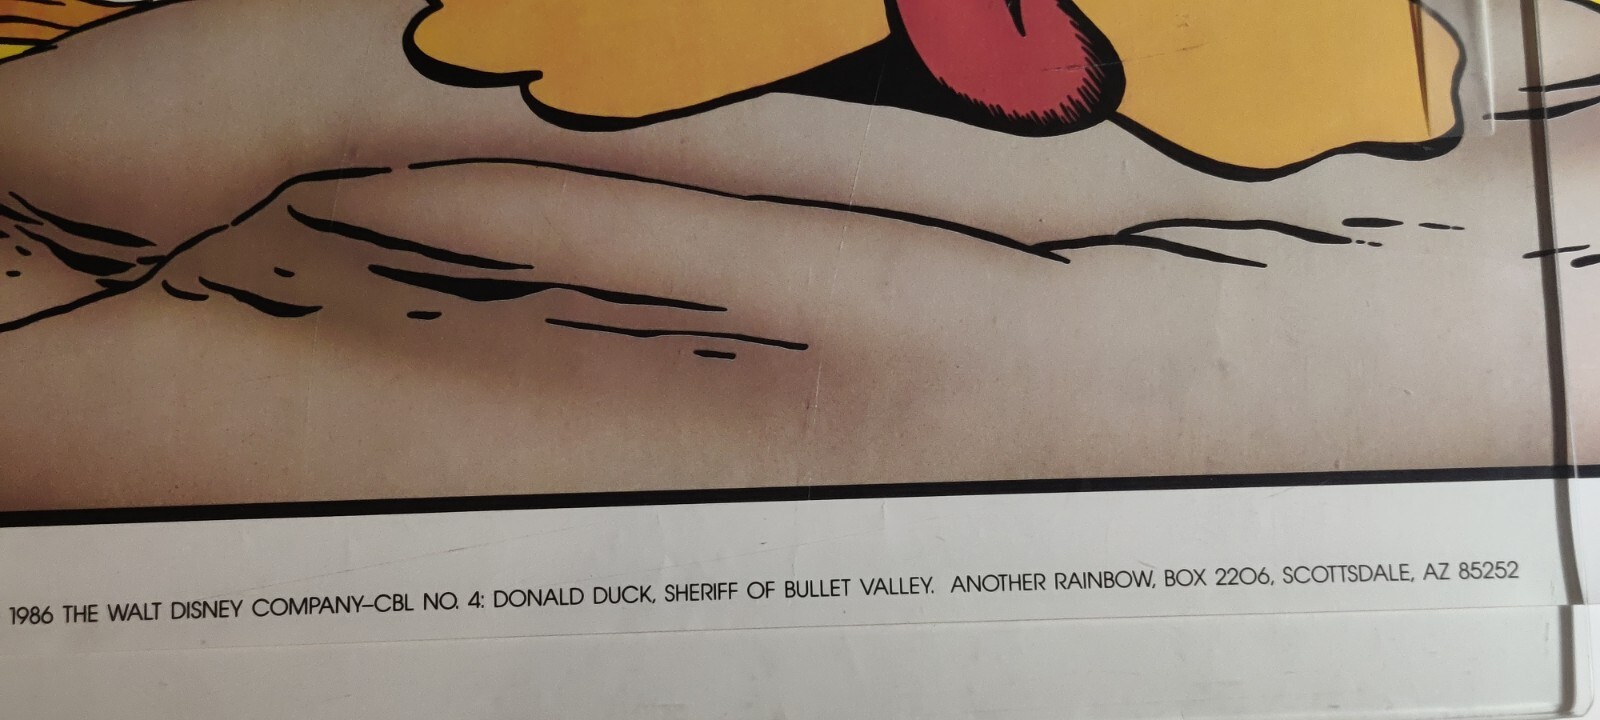 1986 THE WALT DISNEY COMPANY–CBL NO. 4: DONALD DUCK, SHERIFF OF BULLET VALLEY. ANOTHER RAINBOW, BOX 2206, SCOTTSDALE, AZ 85252